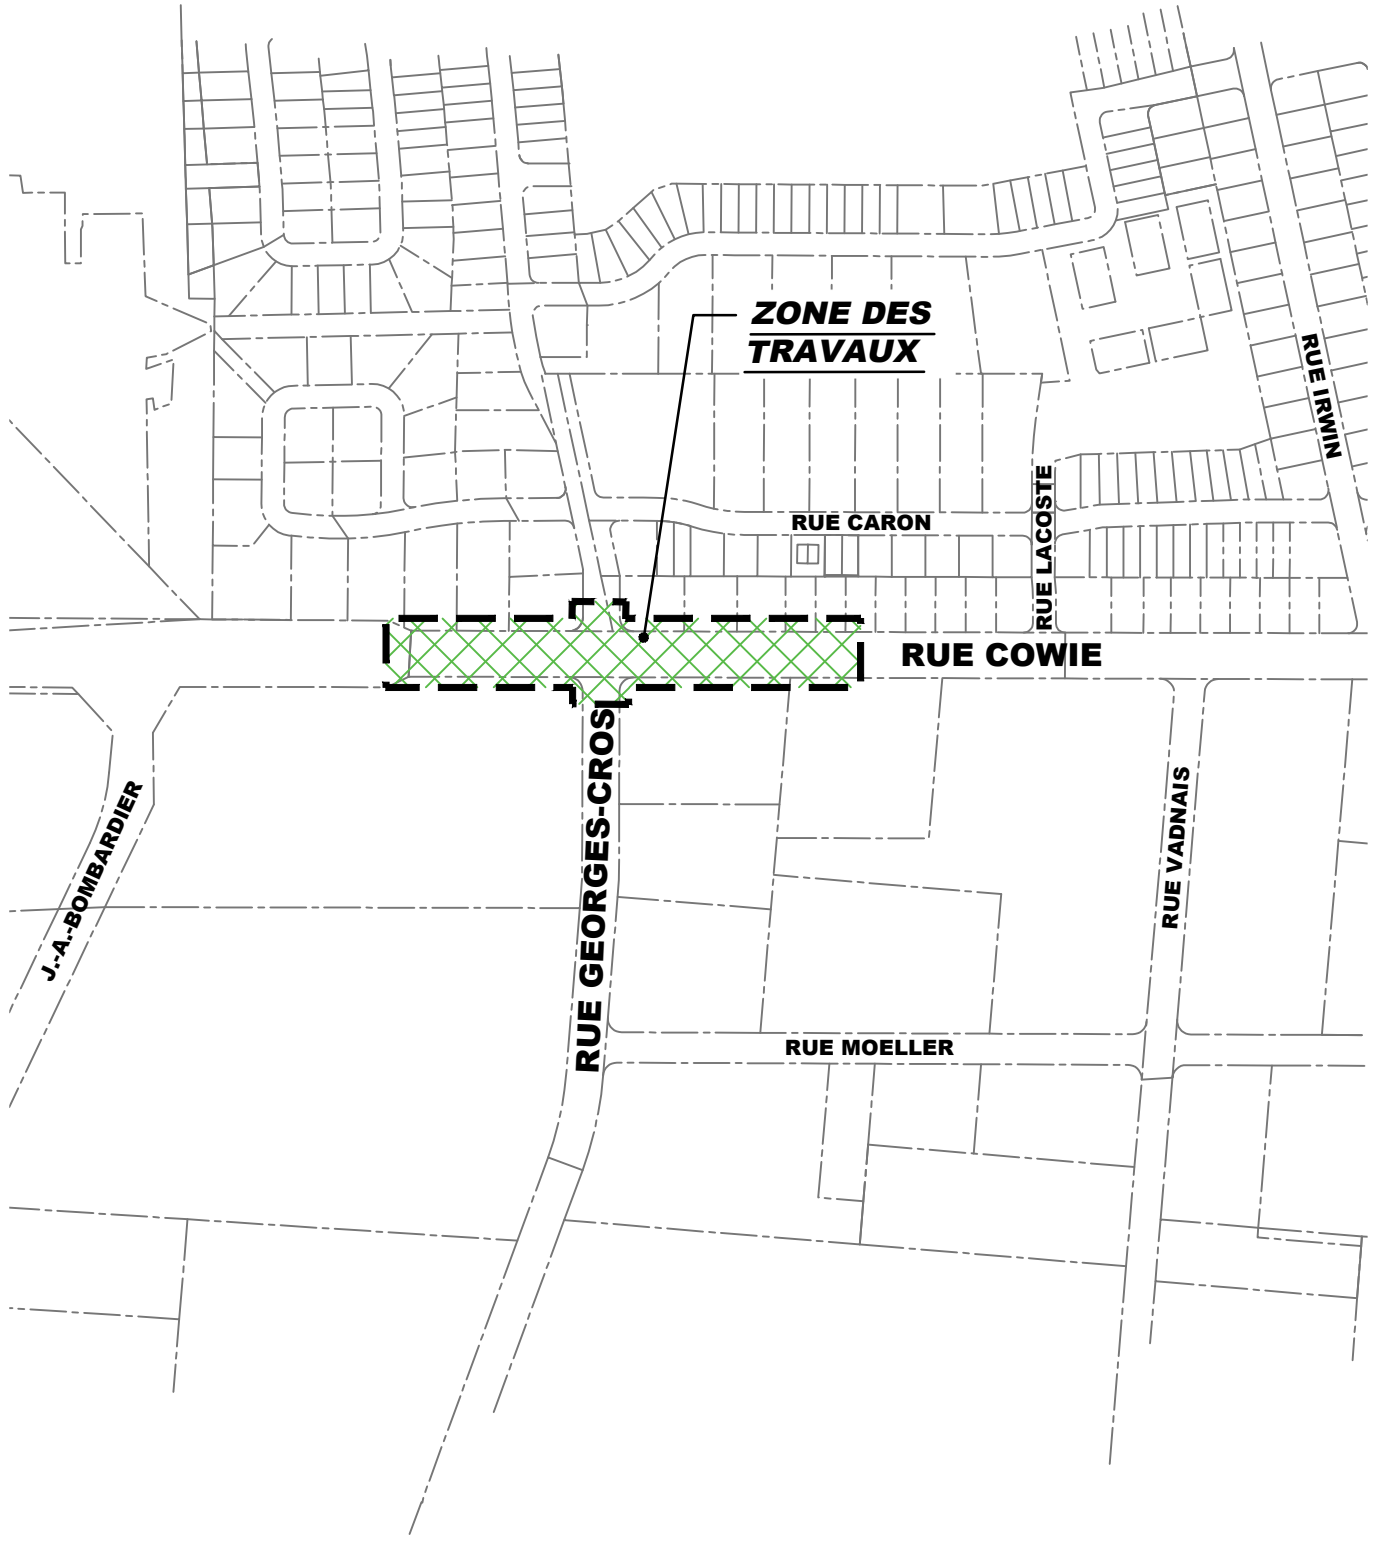 ZONE DES
TRAVAUX
RUE IRWIN
RUE CARON
RUE LACOSTE
RUE COWIE
RUE GEORGES-CROS
J.-A.-BOMBARDIER
RUE VADNAIS
RUE MOELLER